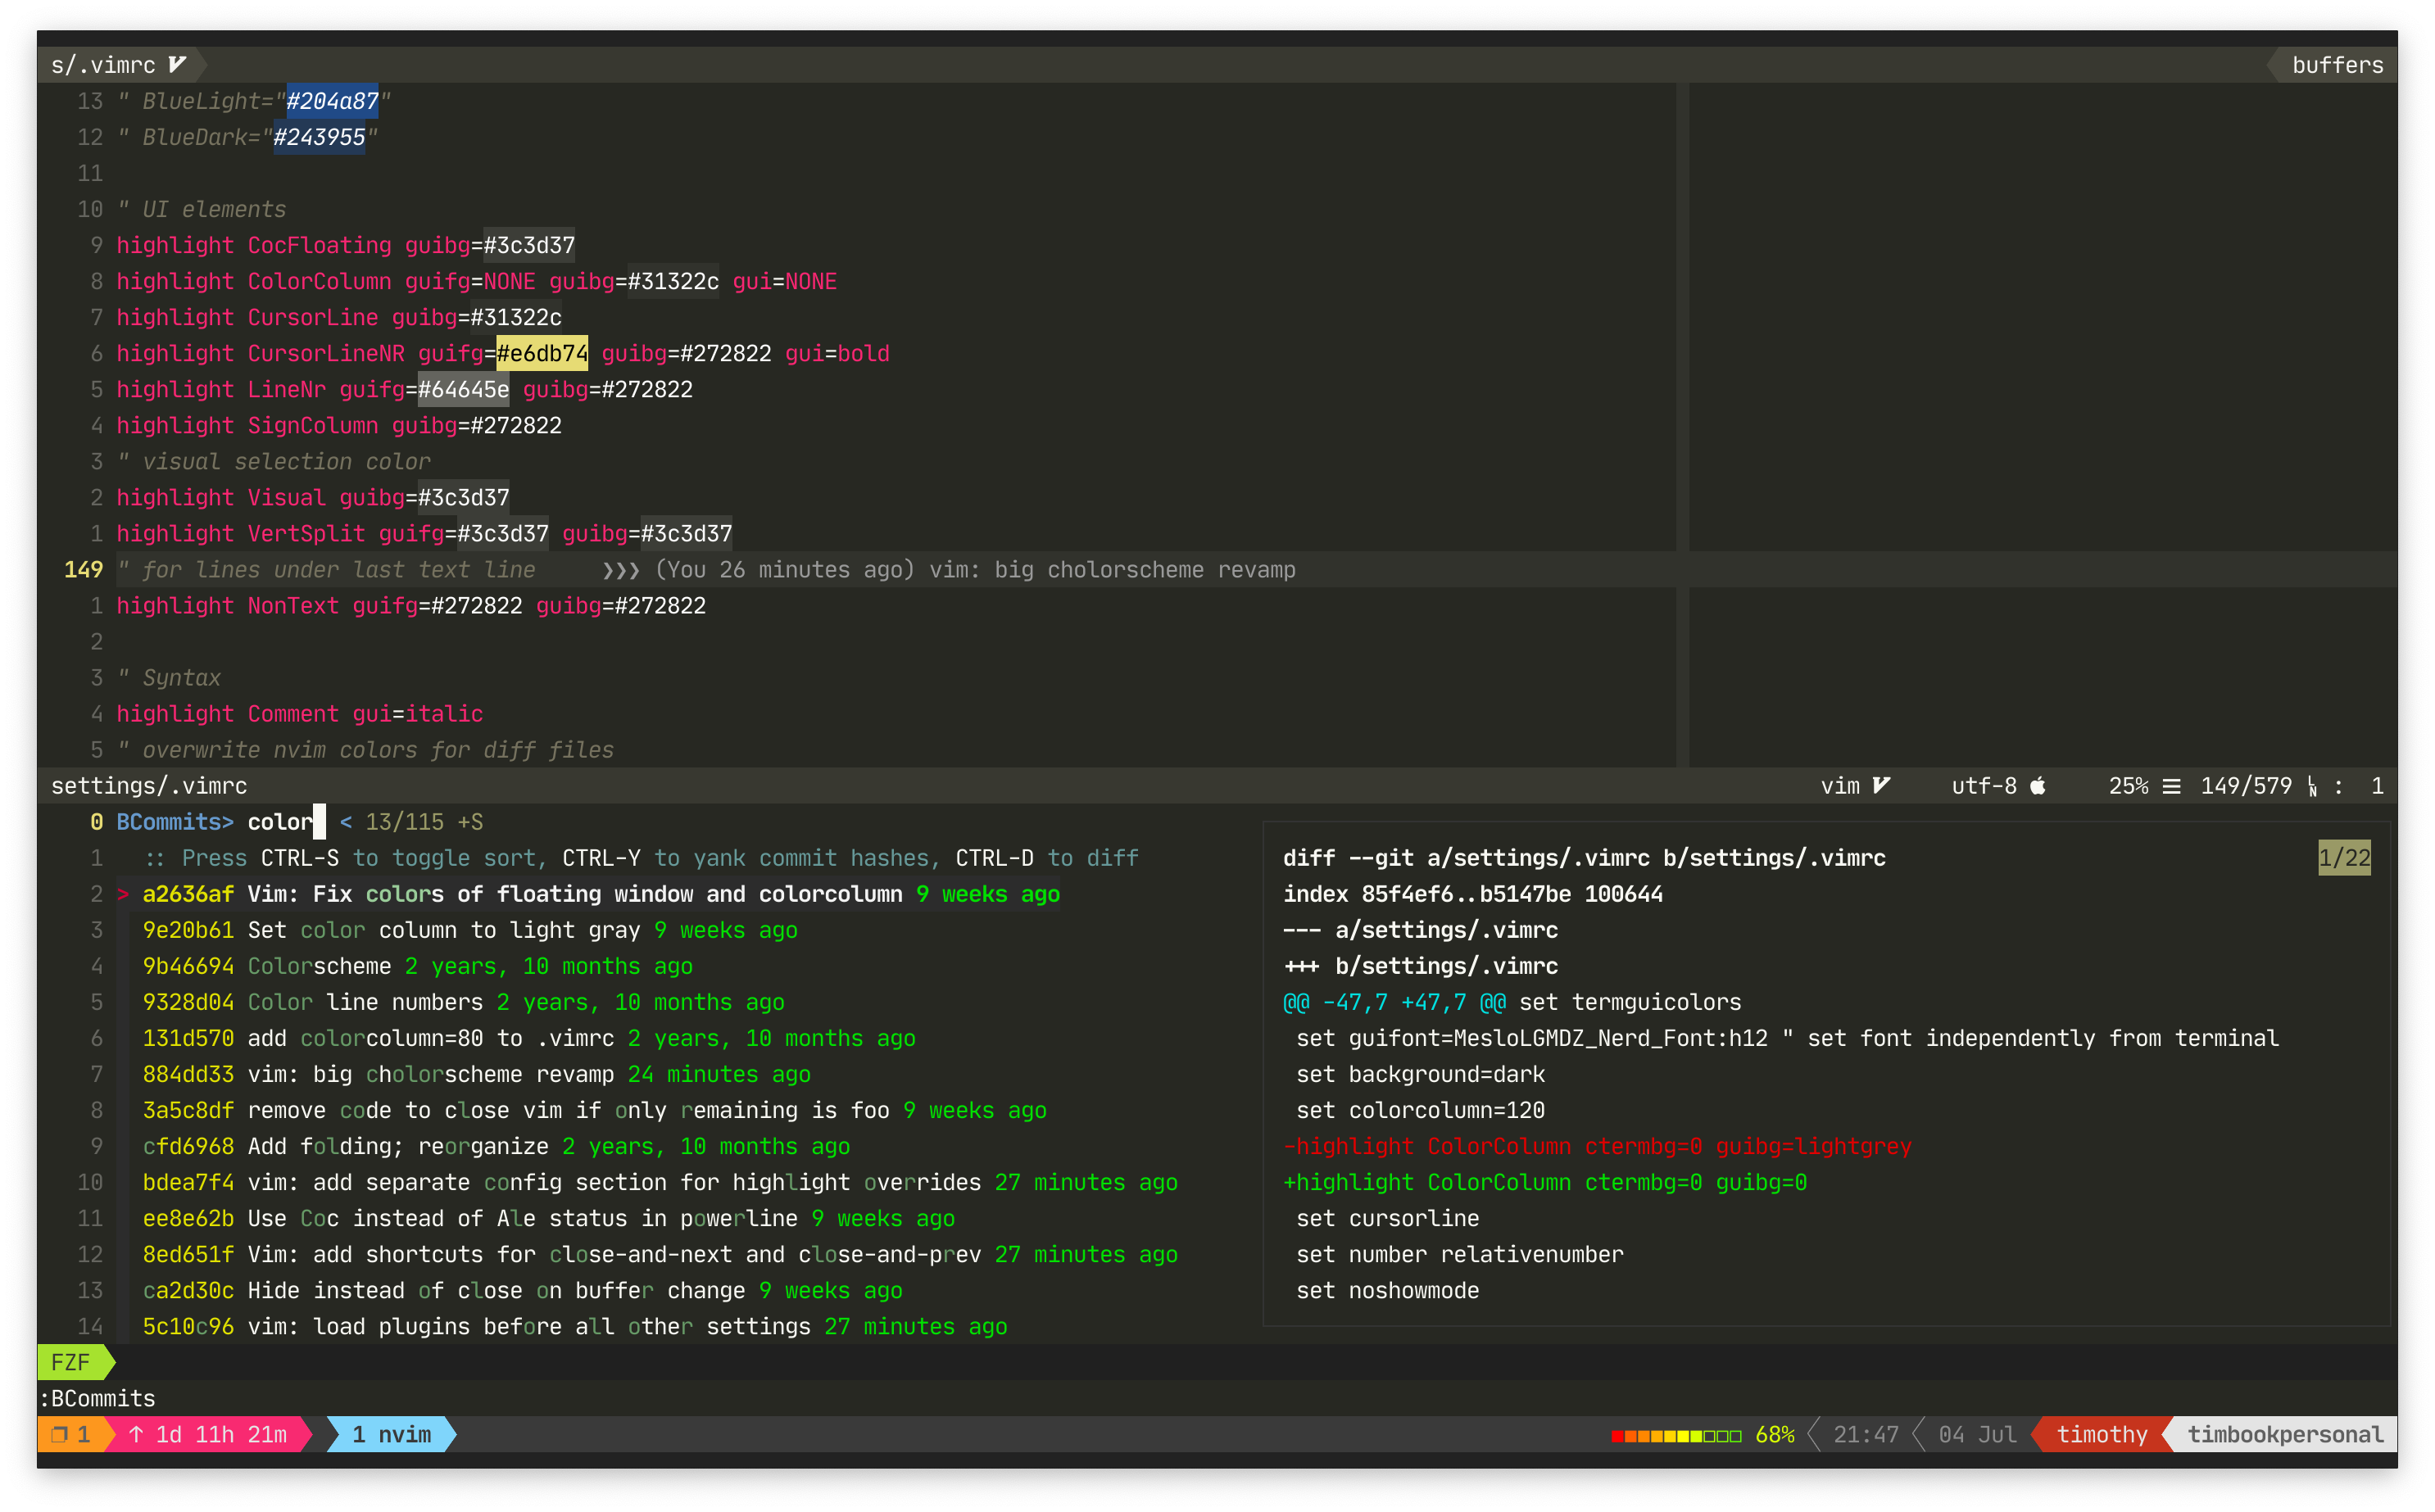 s/.vimrc buffers
13 " BlueLight="#204a87"
12 " BlueDark="#243955"
11
10 " UI elements
9 highlight CocFloating guibg=#3c3d37
8 highlight ColorColumn guifg=NONE guibg=#31322c gui=NONE
7 highlight CursorLine guibg=#31322c
6 highlight CursorLineNR guifg=#e6db74 guibg=#272822 gui=bold
5 highlight LineNr guifg=#64645e guibg=#272822
4 highlight SignColumn guibg=#272822
3 " visual selection color
2 highlight Visual guibg=#3c3d37
1 highlight VertSplit guifg=#3c3d37 guibg=#3c3d37
149 " for lines under last text line ❯❯❯ (You 26 minutes ago) vim: big cholorscheme revamp
1 highlight NonText guifg=#272822 guibg=#272822
2
3 " Syntax
4 highlight Comment gui=italic
5 " overwrite nvim colors for diff files
settings/.vimrc vim utf-8 25% ☰ 149/579 ␤ : 1
0 BCommits> color < 13/115 +S
1 :: Press CTRL-S to toggle sort, CTRL-Y to yank commit hashes, CTRL-D to diff
2 > a2636af Vim: Fix colors of floating window and colorcolumn 9 weeks ago
3 9e20b61 Set color column to light gray 9 weeks ago
4 9b46694 Colorscheme 2 years, 10 months ago
5 9328d04 Color line numbers 2 years, 10 months ago
6 131d570 add colorcolumn=80 to .vimrc 2 years, 10 months ago
7 884dd33 vim: big cholorscheme revamp 24 minutes ago
8 3a5c8df remove code to close vim if only remaining is foo 9 weeks ago
9 cfd6968 Add folding; reorganize 2 years, 10 months ago
10 bdea7f4 vim: add separate config section for highlight overrides 27 minutes ago
11 ee8e62b Use Coc instead of Ale status in powerline 9 weeks ago
12 8ed651f Vim: add shortcuts for close-and-next and close-and-prev 27 minutes ago
13 ca2d30c Hide instead of close on buffer change 9 weeks ago
14 5c10c96 vim: load plugins before all other settings 27 minutes ago
diff --git a/settings/.vimrc b/settings/.vimrc 1/22
index 85f4ef6..b5147be 100644
--- a/settings/.vimrc
+++ b/settings/.vimrc
@@ -47,7 +47,7 @@ set termguicolors
set guifont=MesloLGMDZ_Nerd_Font:h12 " set font independently from terminal
set background=dark
set colorcolumn=120
-highlight ColorColumn ctermbg=0 guibg=lightgrey
+highlight ColorColumn ctermbg=0 guibg=0
set cursorline
set number relativenumber
set noshowmode
FZF
:BCommits
❐ 1 ↑ 1d 11h 21m 1 nvim 68% 21:47 04 Jul timothy timbookpersonal